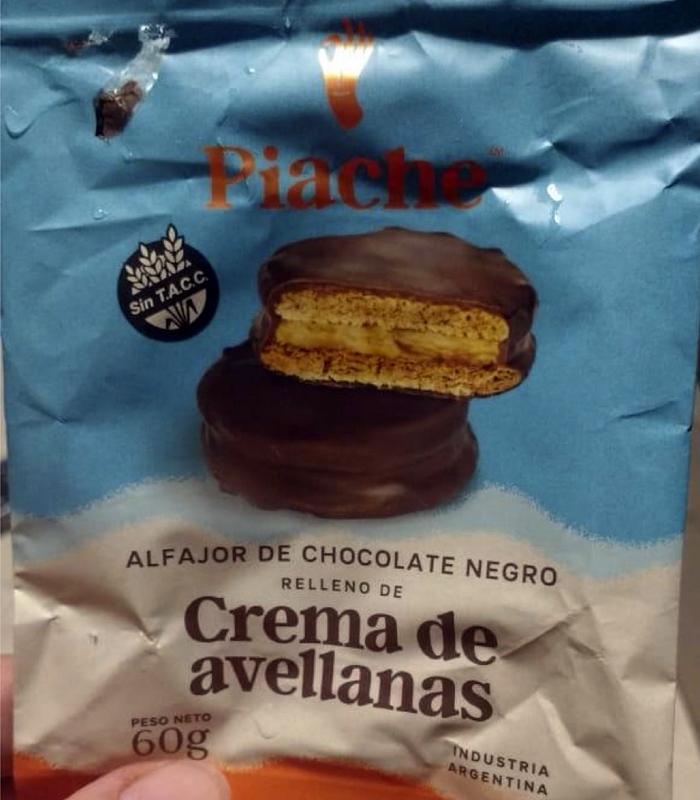 Piache
Sin T.A.C.C.
ALFAJOR DE CHOCOLATE NEGRO
RELLENO DE
Crema de
avellanas
PESO NETO
60g
INDUSTRIA
ARGENTINA